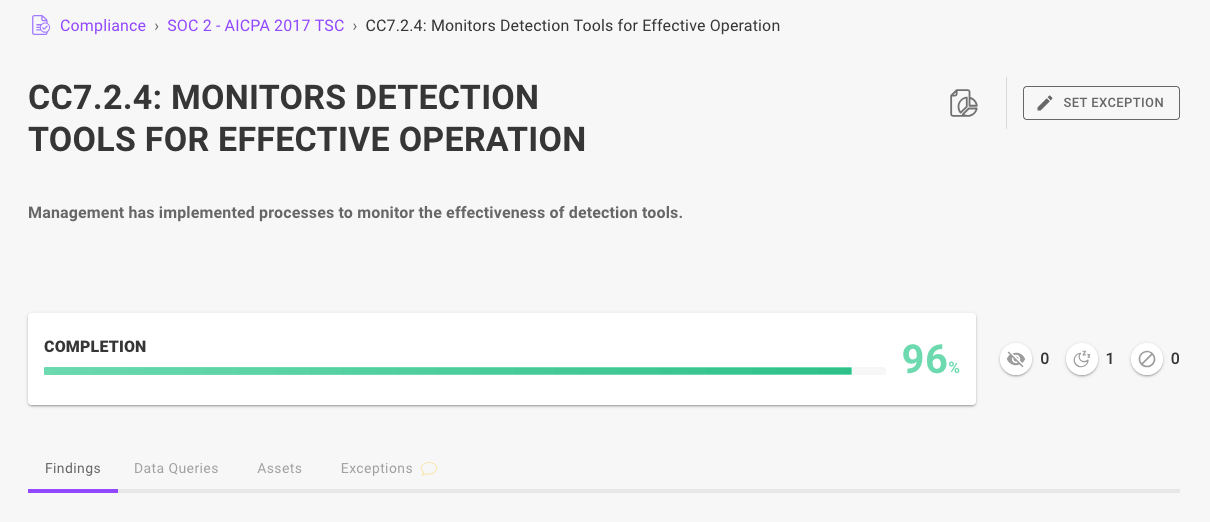 Compliance › SOC 2 - AICPA 2017 TSC › CC7.2.4: Monitors Detection Tools for Effective Operation
CC7.2.4: MONITORS DETECTION
TOOLS FOR EFFECTIVE OPERATION
SET EXCEPTION
Management has implemented processes to monitor the effectiveness of detection tools.
COMPLETION
96%
0 1 0
Findings Data Queries Assets Exceptions